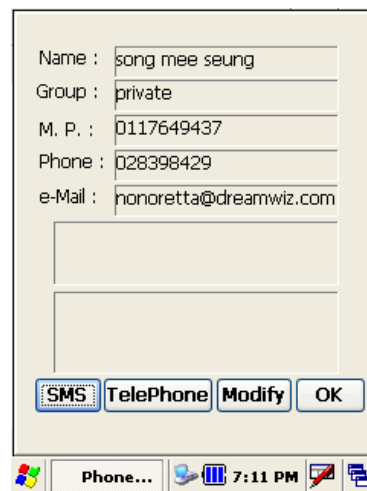 Name : song mee seung
Group : private
M. P. : 0117649437
Phone : 028398429
e-Mail : nonoretta@dreamwiz.com
SMS TelePhone Modify OK
Phone... 7:11 PM